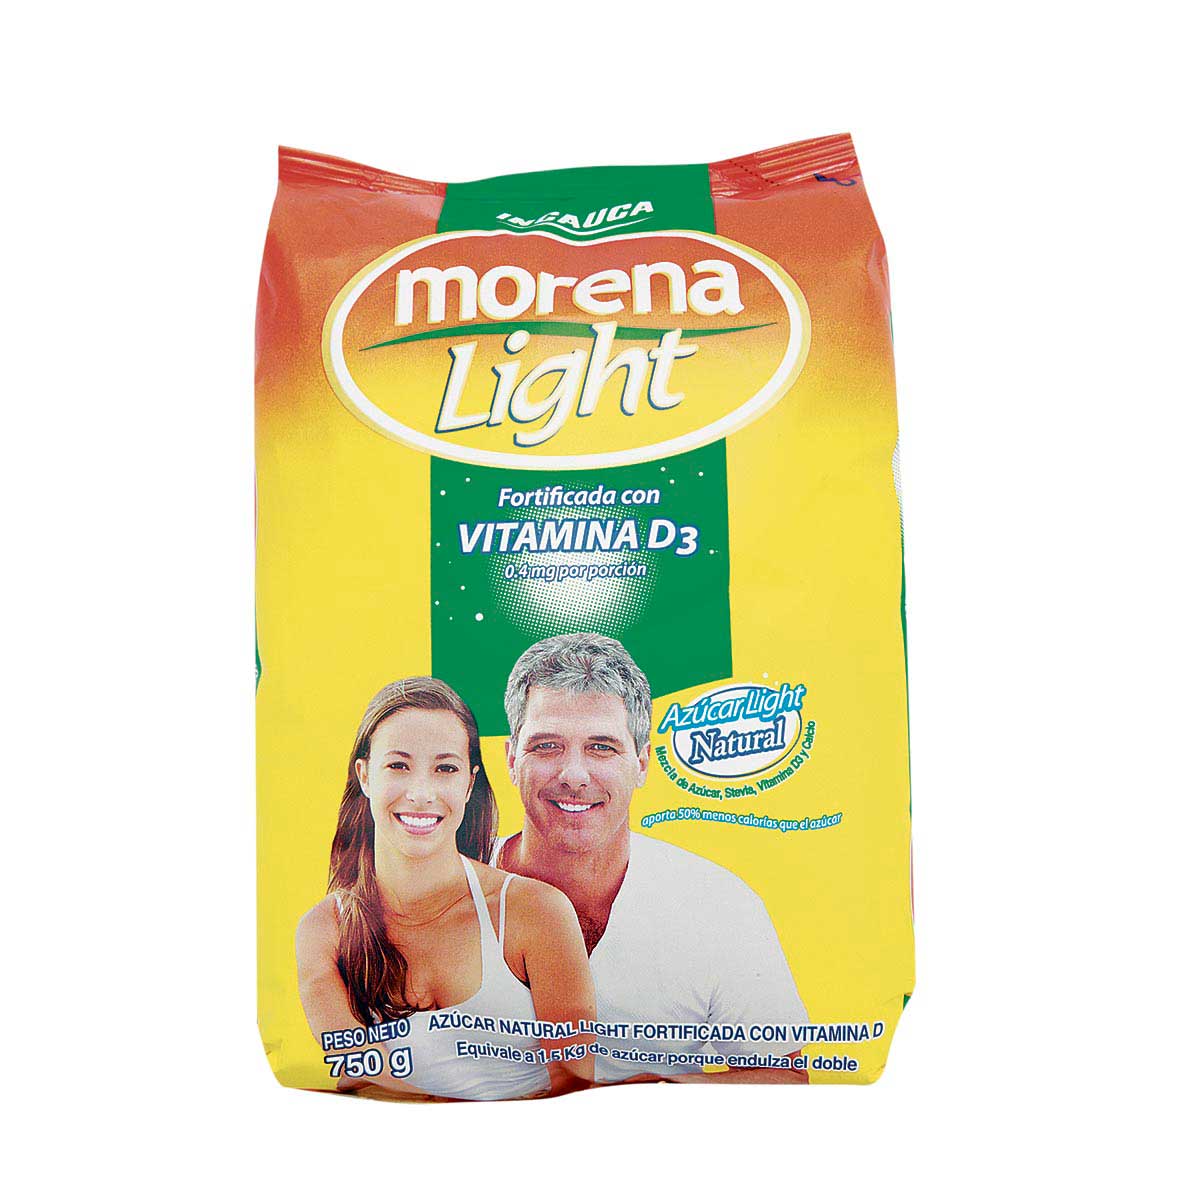 INCAUCA
morena
Light
Fortificada con
VITAMINA D3
0.4 mg por porción
Azúcar Light
Natural
Mezcla de Azúcar, Stevia, Vitamina D3 y Calcio
aporta 50% menos calorías que el azúcar
PESO NETO
750 g
AZÚCAR NATURAL LIGHT FORTIFICADA CON VITAMINA D
Equivale a 1.5 Kg de azúcar porque endulza el doble